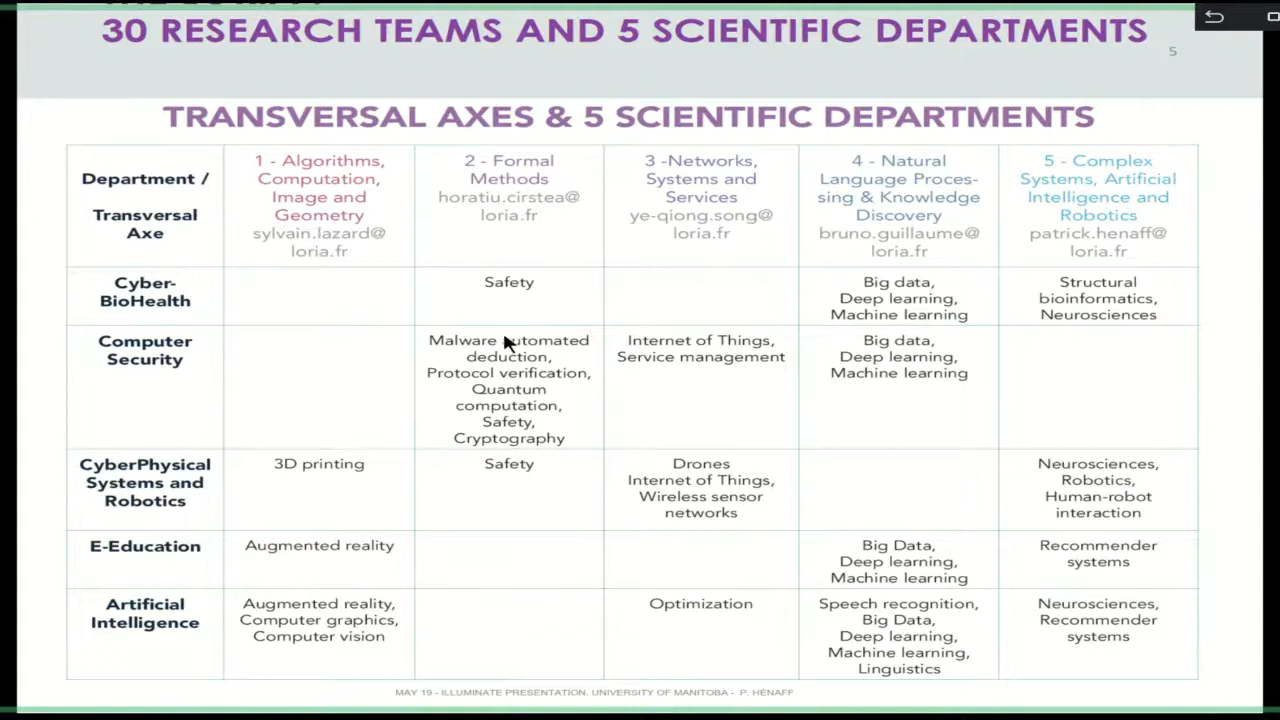 30 RESEARCH TEAMS AND 5 SCIENTIFIC DEPARTMENTS
5
TRANSVERSAL AXES & 5 SCIENTIFIC DEPARTMENTS
Department /
Transversal
Axe
1 - Algorithms,
Computation,
Image and
Geometry
sylvain.lazard@
loria.fr
2 - Formal
Methods
horatiu.cirstea@
loria.fr
3 -Networks,
Systems and
Services
ye-qiong.song@
loria.fr
4 - Natural
Language Proces-
sing & Knowledge
Discovery
bruno.guillaume@
loria.fr
5 - Complex
Systems, Artificial
Intelligence and
Robotics
patrick.henaff@
loria.fr
Cyber-
BioHealth
Safety
Big data,
Deep learning,
Machine learning
Structural
bioinformatics,
Neurosciences
Computer
Security
Malware automated
deduction,
Protocol verification,
Quantum
computation,
Safety,
Cryptography
Internet of Things,
Service management
Big data,
Deep learning,
Machine learning
CyberPhysical
Systems and
Robotics
3D printing
Safety
Drones
Internet of Things,
Wireless sensor
networks
Neurosciences,
Robotics,
Human-robot
interaction
E-Education
Augmented reality
Big Data,
Deep learning,
Machine learning
Recommender
systems
Artificial
Intelligence
Augmented reality,
Computer graphics,
Computer vision
Optimization
Speech recognition,
Big Data,
Deep learning,
Machine learning,
Linguistics
Neurosciences,
Recommender
systems
MAY 19 - ILLUMINATE PRESENTATION. UNIVERSITY OF MANITOBA - P. HÉNAFF